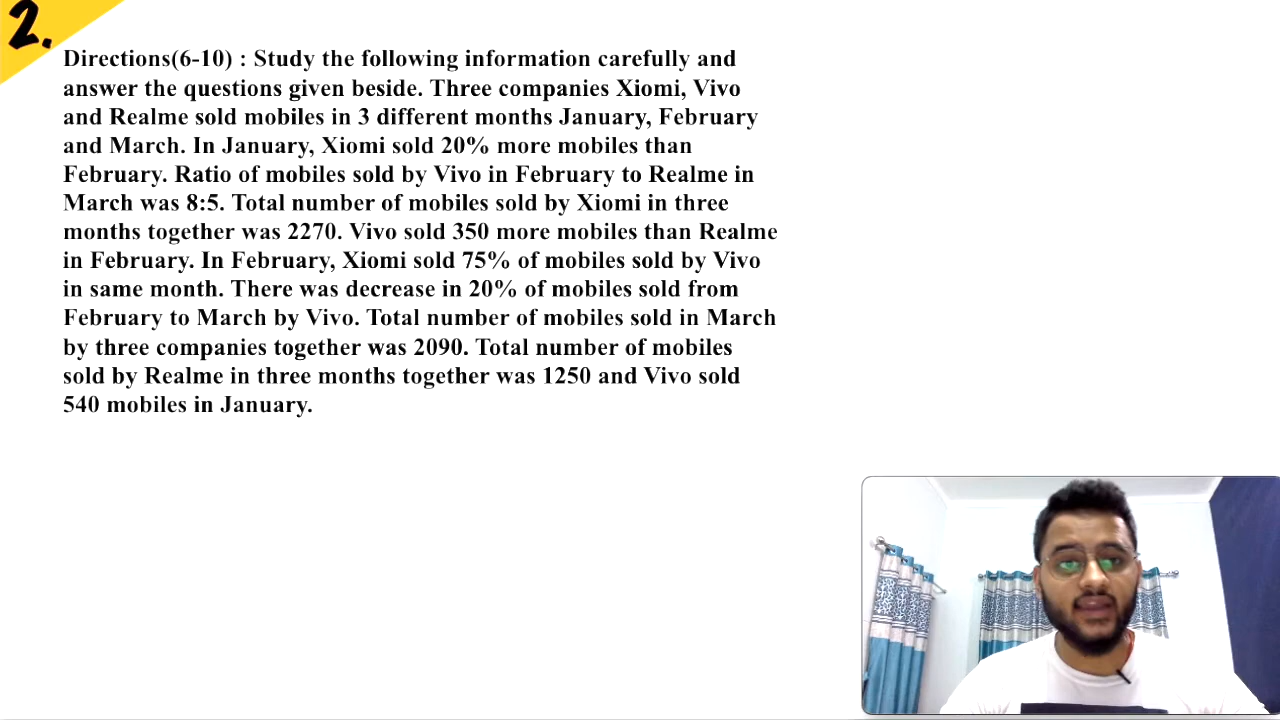 2.
Directions(6-10) : Study the following information carefully and
answer the questions given beside. Three companies Xiomi, Vivo
and Realme sold mobiles in 3 different months January, February
and March. In January, Xiomi sold 20% more mobiles than
February. Ratio of mobiles sold by Vivo in February to Realme in
March was 8:5. Total number of mobiles sold by Xiomi in three
months together was 2270. Vivo sold 350 more mobiles than Realme
in February. In February, Xiomi sold 75% of mobiles sold by Vivo
in same month. There was decrease in 20% of mobiles sold from
February to March by Vivo. Total number of mobiles sold in March
by three companies together was 2090. Total number of mobiles
sold by Realme in three months together was 1250 and Vivo sold
540 mobiles in January.